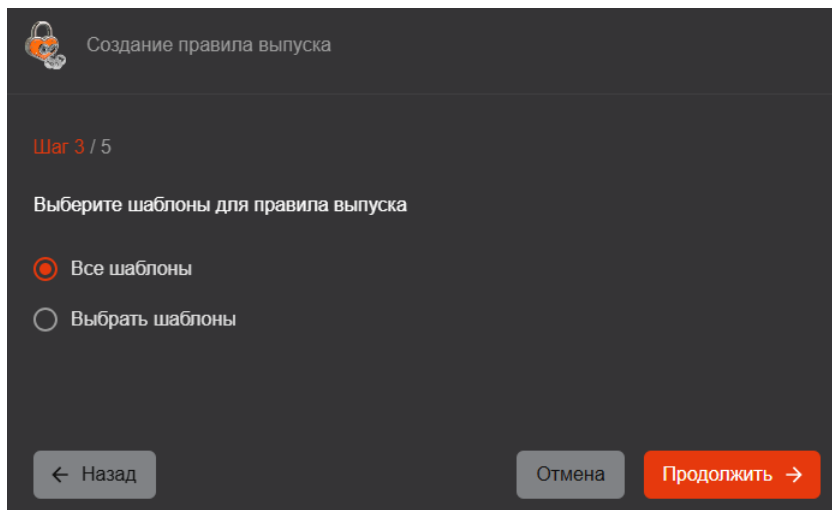 Создание правила выпуска
Шаг 3 / 5
Выберите шаблоны для правила выпуска
Все шаблоны
Выбрать шаблоны
← Назад
Отмена
Продолжить →